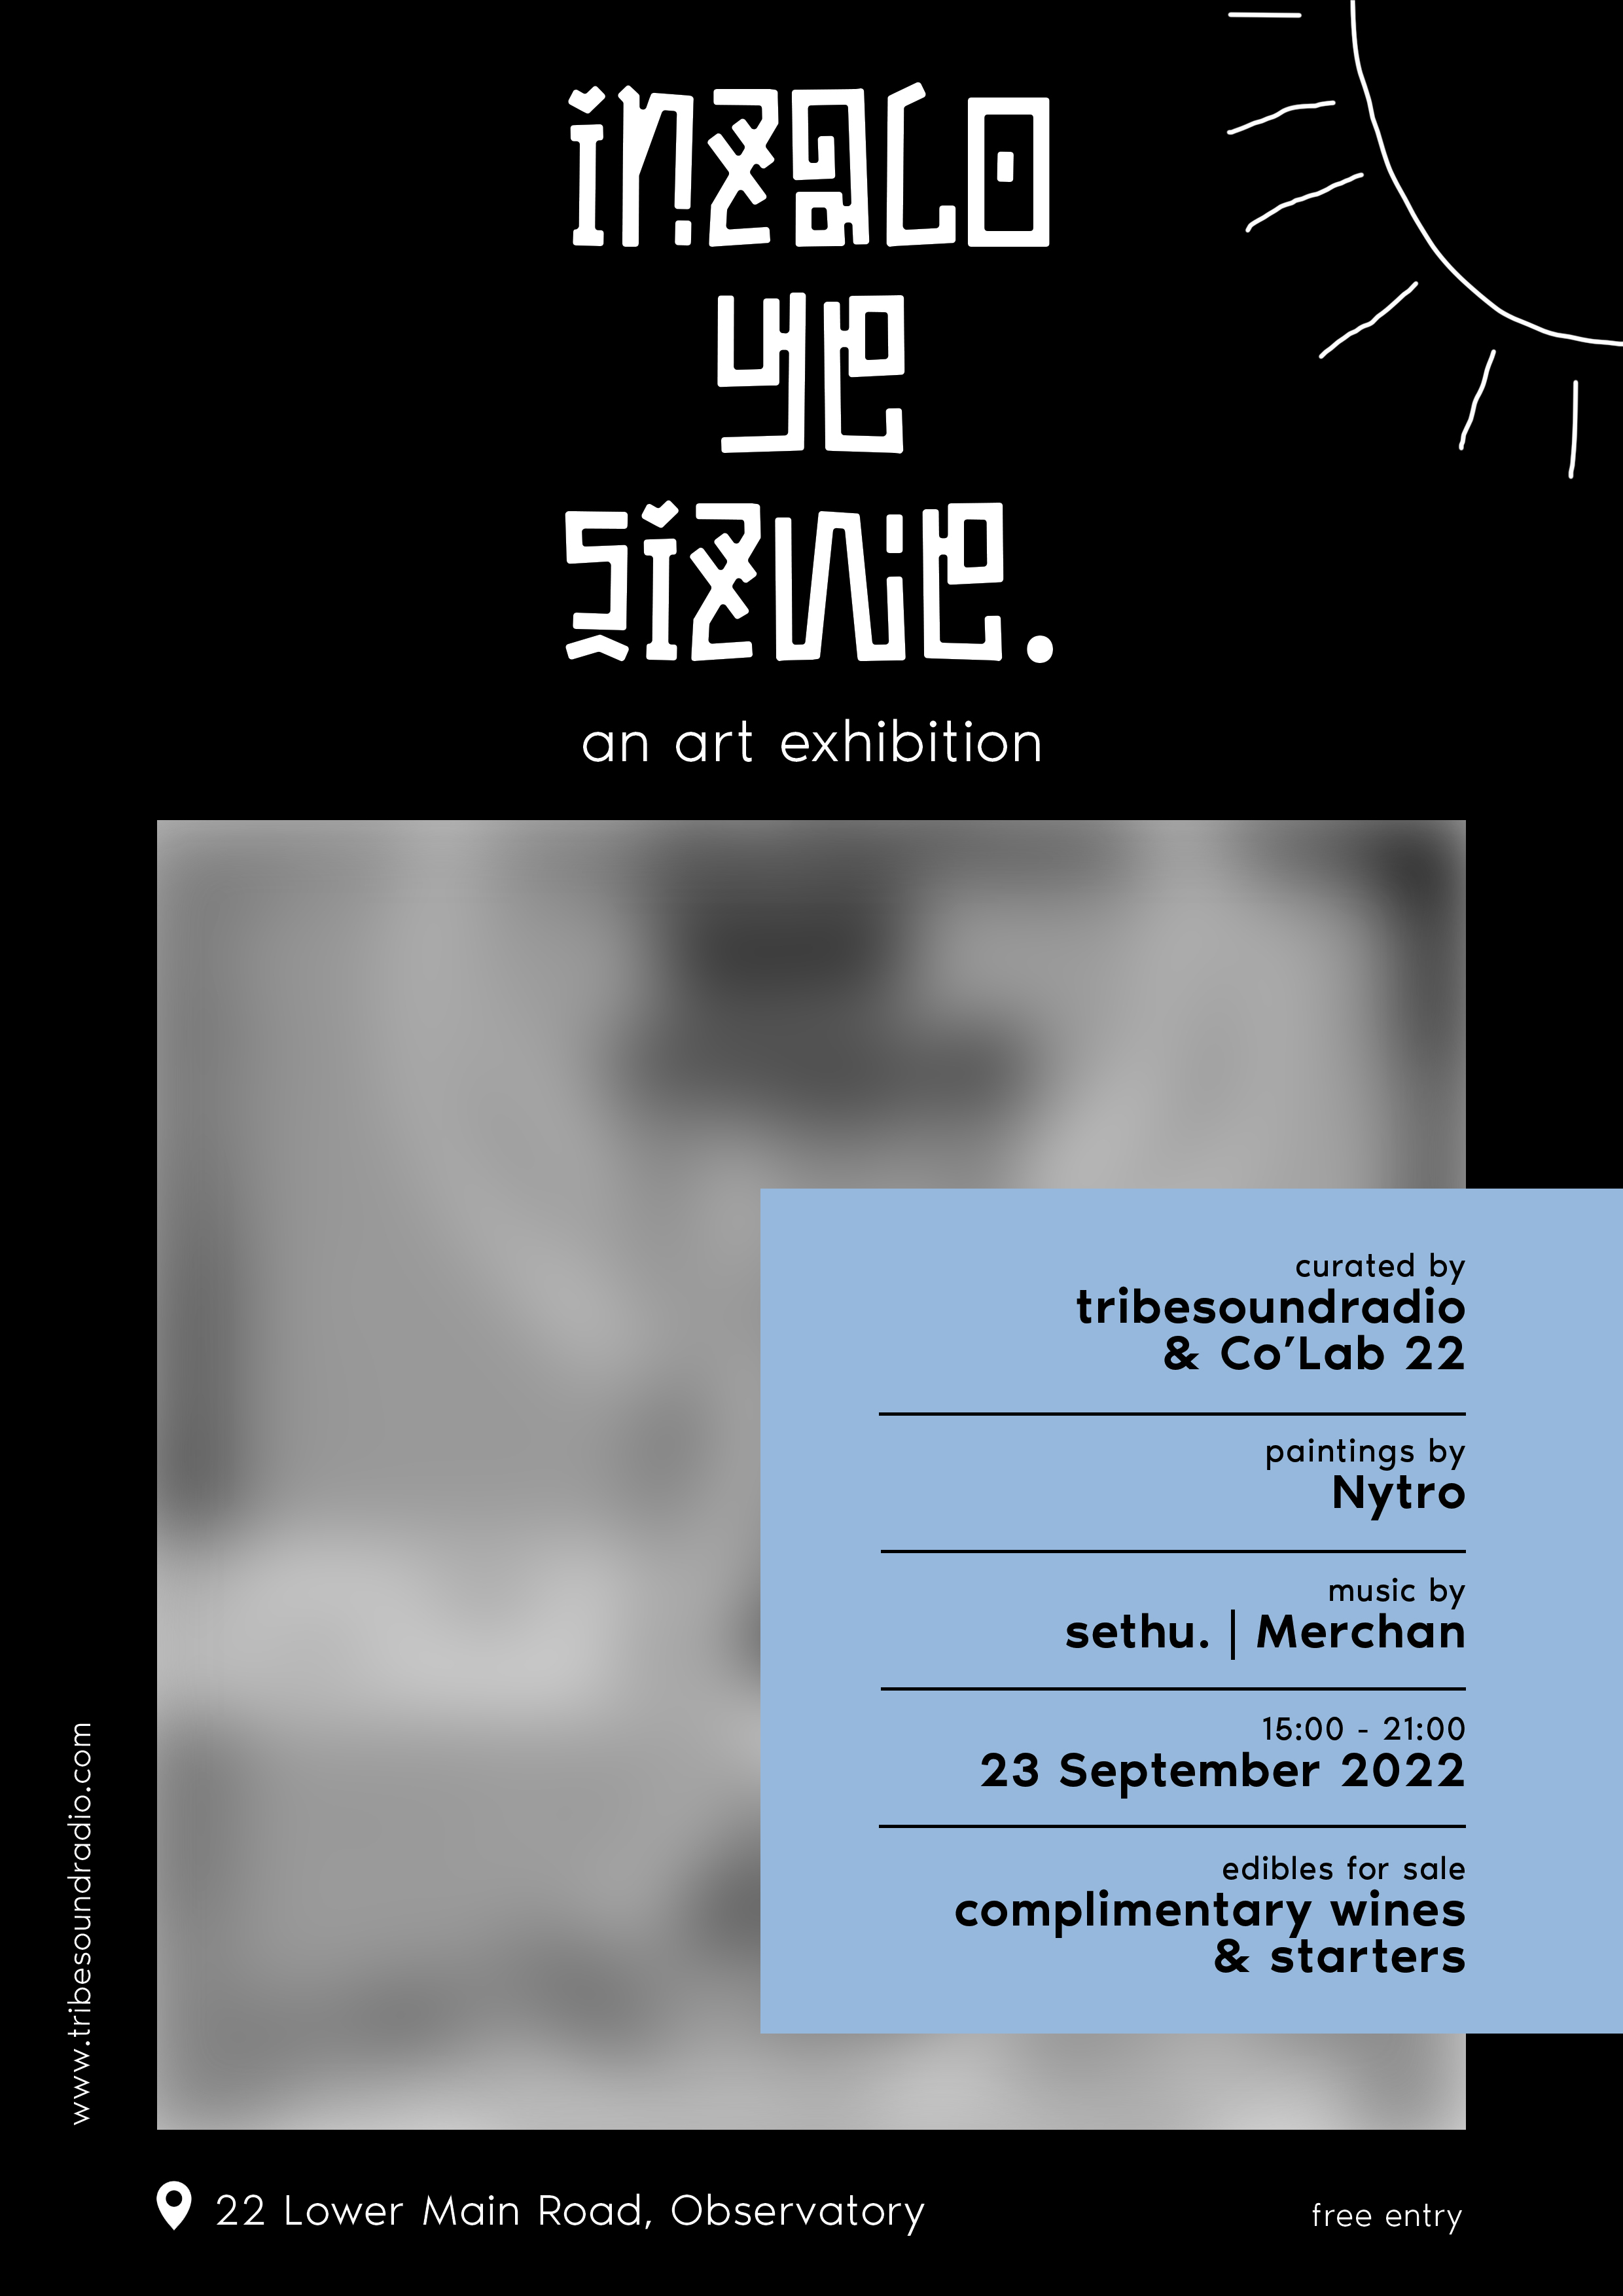 inzalo
ye
sizwe.
an art exhibition
curated by
tribesoundradio
& Co'Lab 22
paintings by
Nytro
music by
sethu. | Merchan
15:00 - 21:00
23 September 2022
edibles for sale
complimentary wines
& starters
www.tribesoundradio.com
22 Lower Main Road, Observatory
free entry